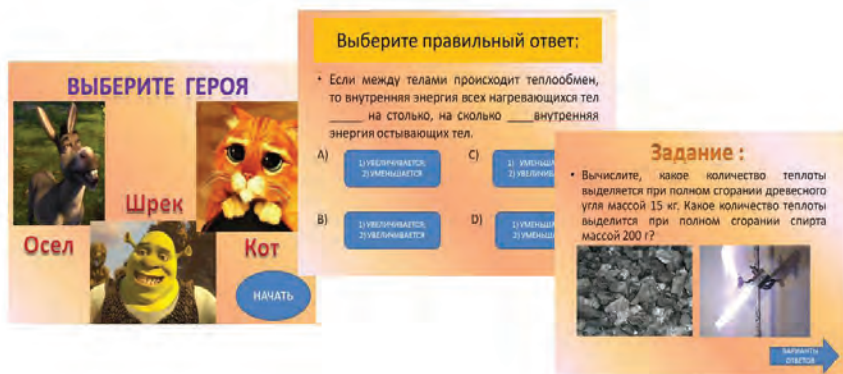 ВЫБЕРИТЕ ГЕРОЯ
Шрек
Осел
Кот
НАЧАТЬ
Выберите правильный ответ:
• Если между телами происходит теплообмен,
то внутренняя энергия всех нагревающихся тел
_____ на столько, на сколько ____внутренняя
энергия остывающих тел.
A)
1) УВЕЛИЧИВАЕТСЯ;
2) УМЕНЬШАЕТСЯ
C)
B)
1) УВЕЛИЧИВАЕТСЯ;
2) УВЕЛИЧИВАЕТСЯ
D)
Задание :
• Вычислите, какое количество теплоты
выделяется при полном сгорании древесного
угля массой 15 кг. Какое количество теплоты
выделится при полном сгорании спирта
массой 200 г?
ВАРИАНТЫ
ОТВЕТОВ